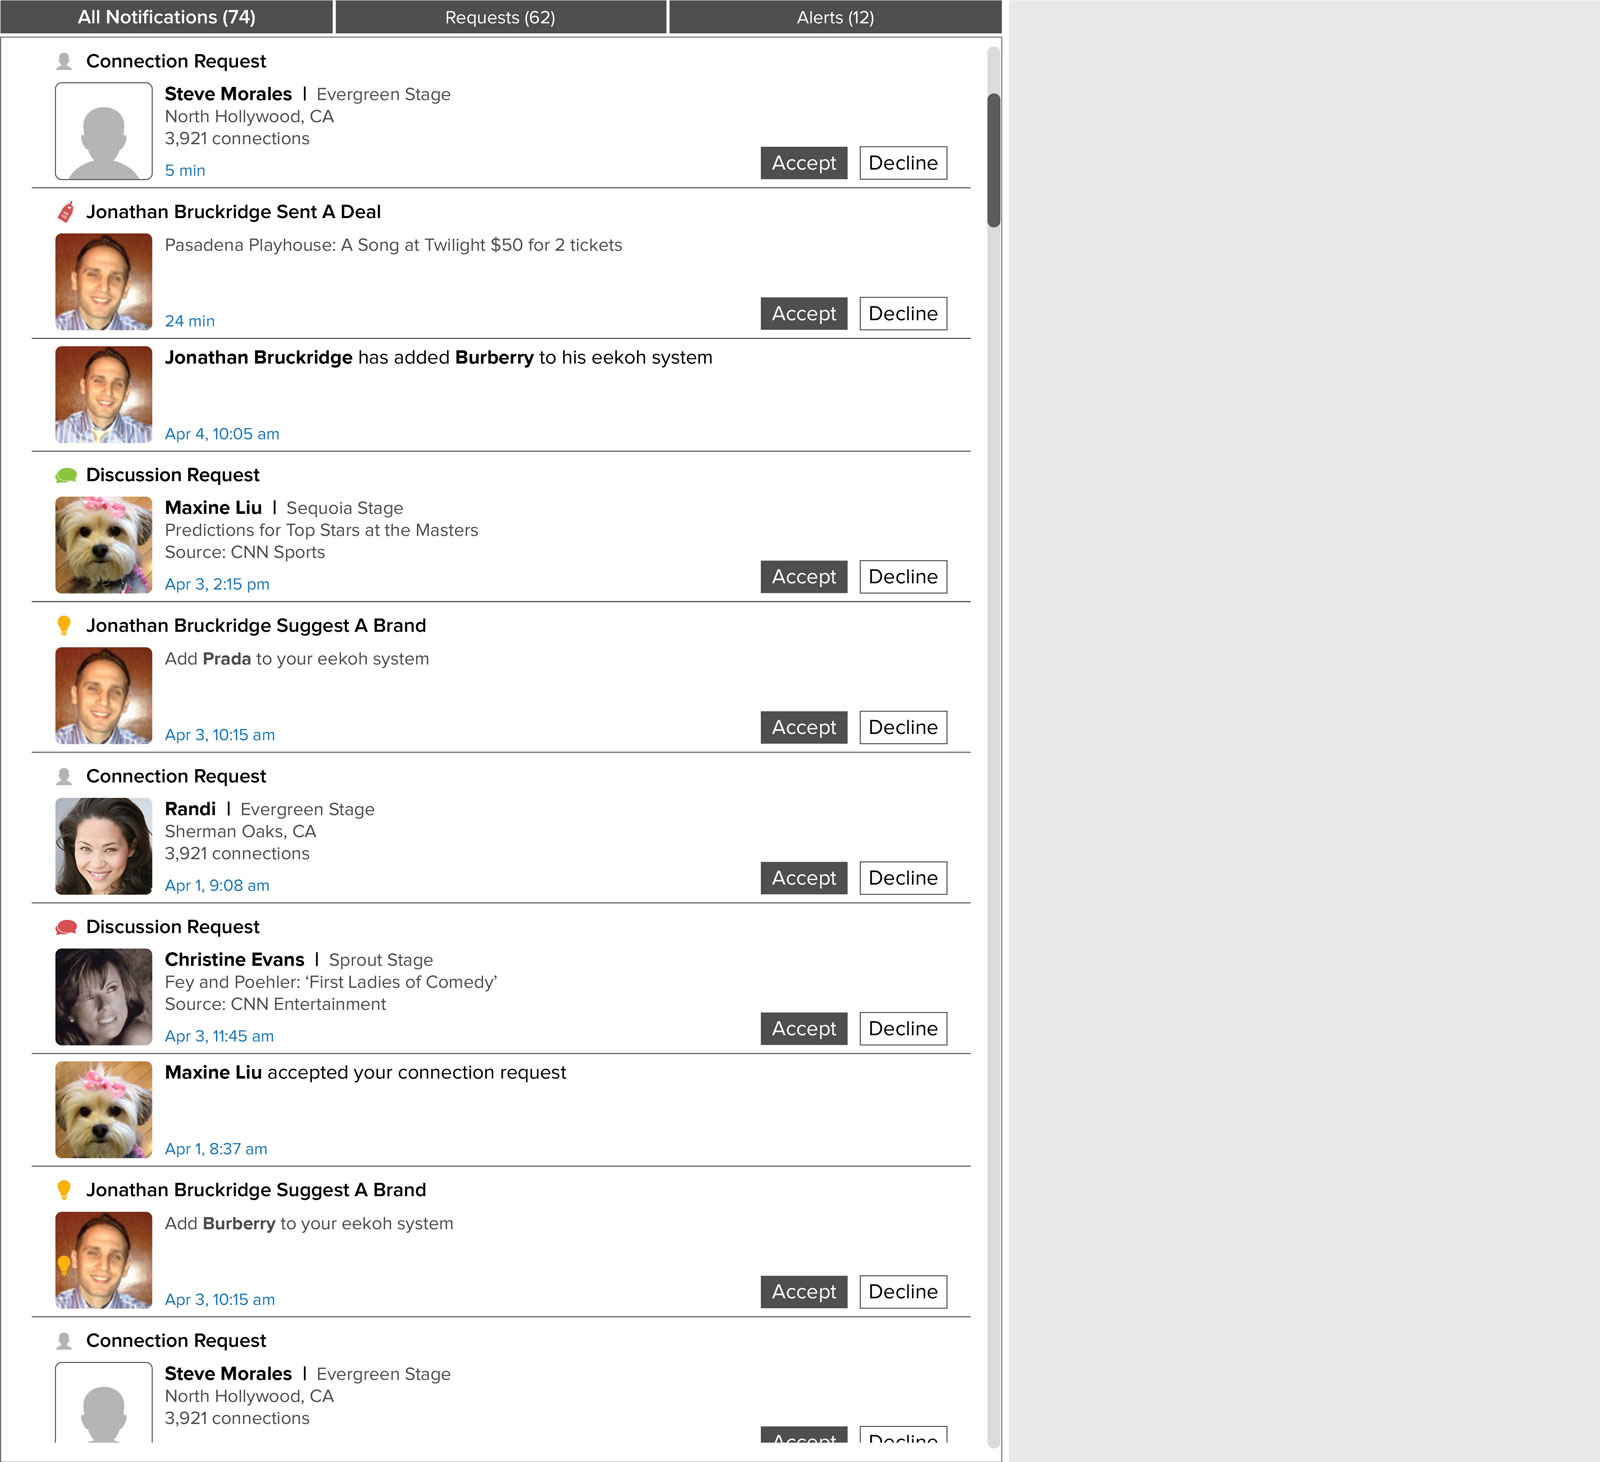 All Notifications (74)
Requests (62)
Alerts (12)
Connection Request
Steve Morales | Evergreen Stage
North Hollywood, CA
3,921 connections
5 min
Accept
Decline
Jonathan Bruckridge Sent A Deal
Pasadena Playhouse: A Song at Twilight $50 for 2 tickets
24 min
Accept
Decline
Jonathan Bruckridge has added Burberry to his eekoh system
Apr 4, 10:05 am
Discussion Request
Maxine Liu | Sequoia Stage
Predictions for Top Stars at the Masters
Source: CNN Sports
Apr 3, 2:15 pm
Accept
Decline
Jonathan Bruckridge Suggest A Brand
Add Prada to your eekoh system
Apr 3, 10:15 am
Accept
Decline
Connection Request
Randi | Evergreen Stage
Sherman Oaks, CA
3,921 connections
Apr 1, 9:08 am
Accept
Decline
Discussion Request
Christine Evans | Sprout Stage
Fey and Poehler: ‘First Ladies of Comedy’
Source: CNN Entertainment
Apr 3, 11:45 am
Accept
Decline
Maxine Liu accepted your connection request
Apr 1, 8:37 am
Jonathan Bruckridge Suggest A Brand
Add Burberry to your eekoh system
Apr 3, 10:15 am
Accept
Decline
Connection Request
Steve Morales | Evergreen Stage
North Hollywood, CA
3,921 connections
Accept
Decline